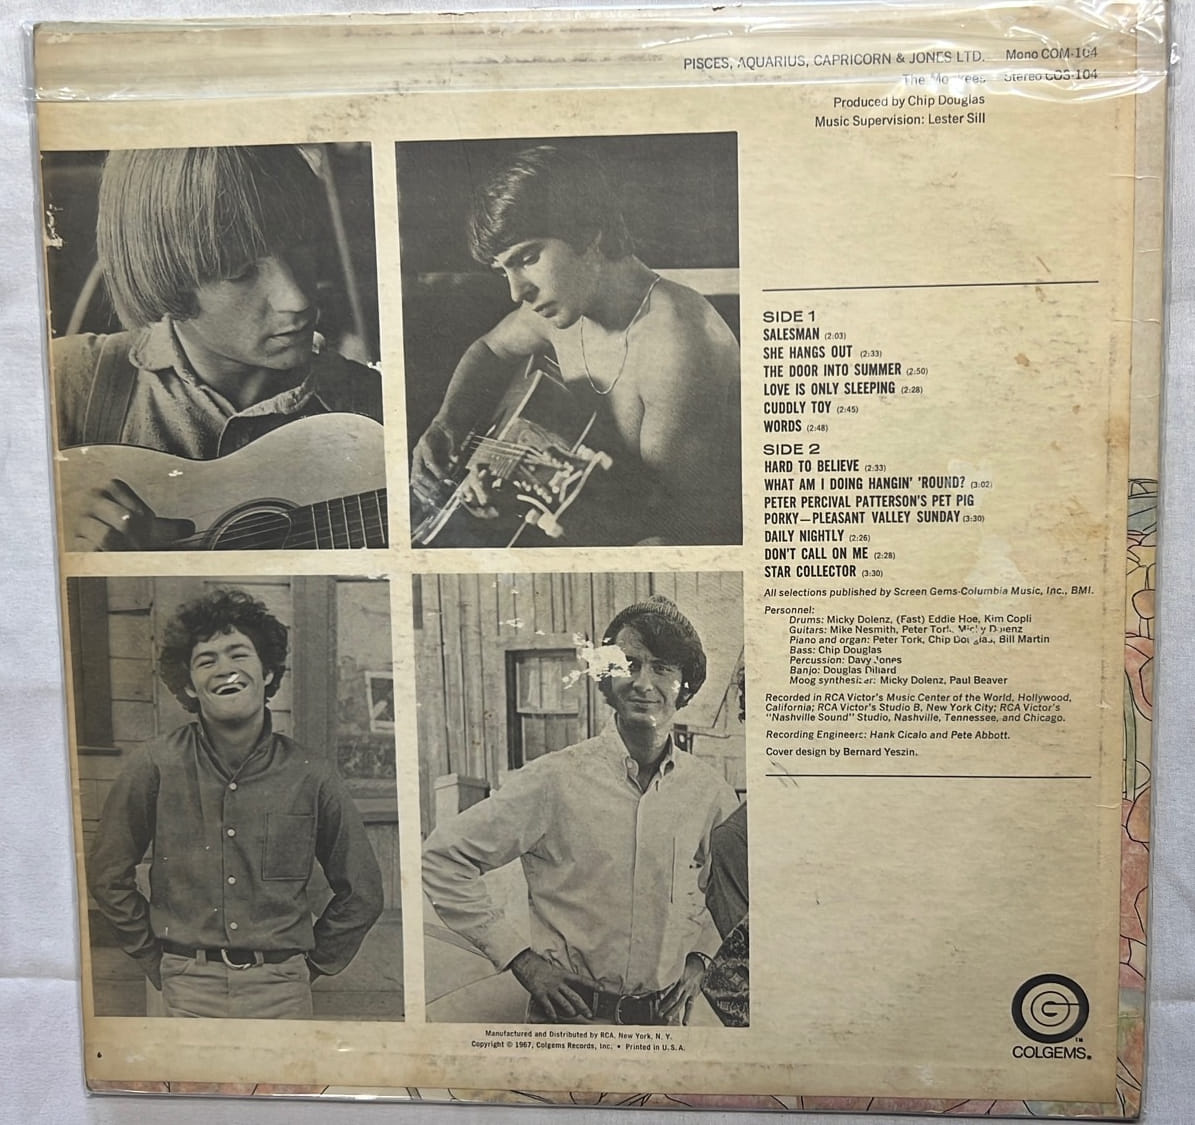 PISCES, AQUARIUS, CAPRICORN & JONES LTD. Mono COM-104
The Monkees Stereo COS-104
Produced by Chip Douglas
Music Supervision: Lester Sill
SIDE 1
SALESMAN (2:03)
SHE HANGS OUT (2:33)
THE DOOR INTO SUMMER (2:50)
LOVE IS ONLY SLEEPING (2:28)
CUDDLY TOY (2:45)
WORDS (2:48)
SIDE 2
HARD TO BELIEVE (2:33)
WHAT AM I DOING HANGIN' 'ROUND? (3:02)
PETER PERCIVAL PATTERSON'S PET PIG
PORKY—PLEASANT VALLEY SUNDAY (3:30)
DAILY NIGHTLY (2:26)
DON'T CALL ON ME (2:28)
STAR COLLECTOR (3:30)
All selections published by Screen Gems-Columbia Music, Inc., BMI.
Personnel:
Drums: Micky Dolenz, (Fast) Eddie Hoe, Kim Copli
Guitars: Mike Nesmith, Peter Tork, Micky Dolenz
Piano and organ: Peter Tork, Chip Douglas, Bill Martin
Bass: Chip Douglas
Percussion: Davy Jones
Banjo: Douglas Dillard
Moog synthesizer: Micky Dolenz, Paul Beaver
Recorded in RCA Victor's Music Center of the World, Hollywood,
California; RCA Victor's Studio B, New York City; RCA Victor's
"Nashville Sound" Studio, Nashville, Tennessee, and Chicago.
Recording Engineers: Hank Cicalo and Pete Abbott.
Cover design by Bernard Yeszin.
Manufactured and Distributed by RCA, New York, N. Y.
Copyright © 1967, Colgems Records, Inc. • Printed in U.S.A.
6
TM
COLGEMS®